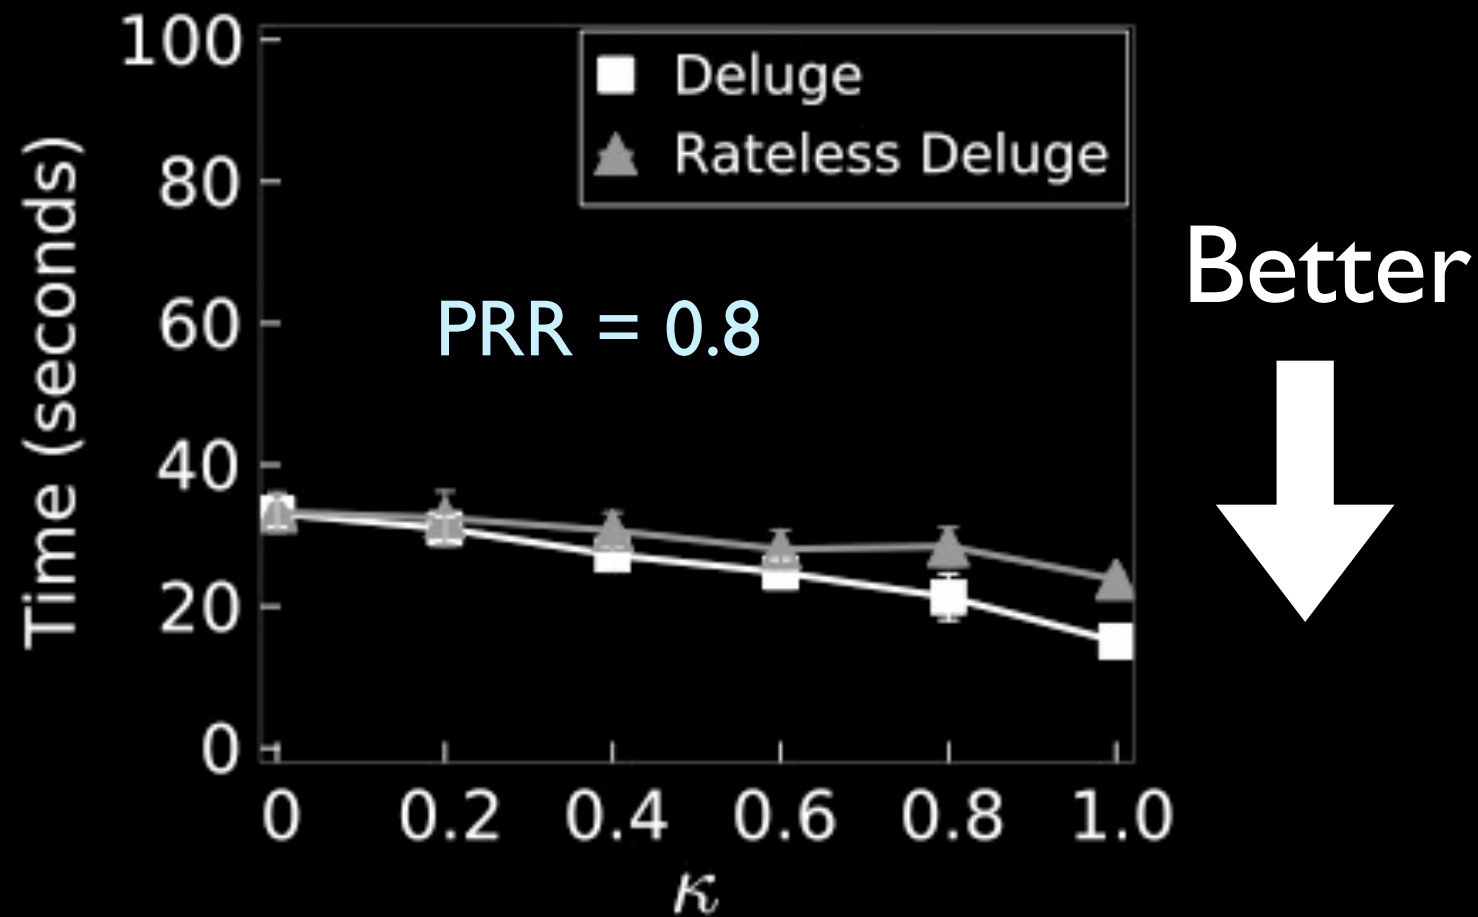 100
80
60
40
20
0
Time (seconds)
Deluge
Rateless Deluge
PRR = 0.8
Better
0 0.2 0.4 0.6 0.8 1.0
κ